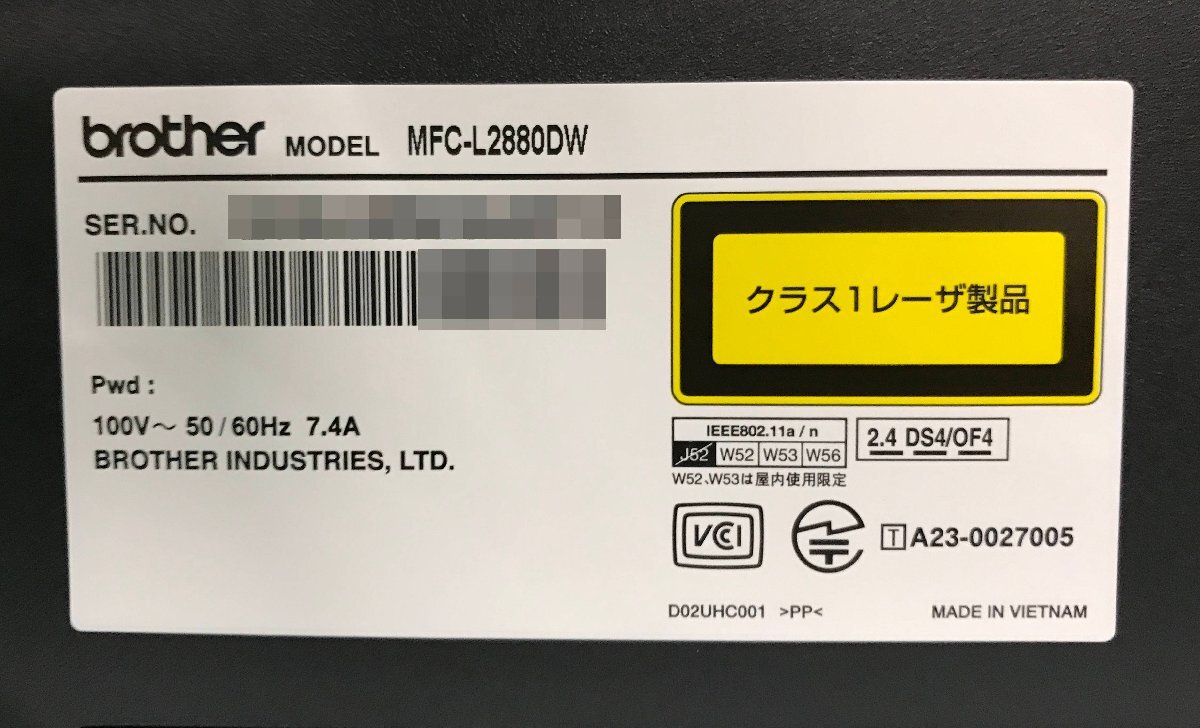 brother MODEL MFC-L2880DW
SER.NO.
クラス1レーザ製品
Pwd :
100V～ 50/60Hz 7.4A
BROTHER INDUSTRIES, LTD.
IEEE802.11a/n
J52 W52 W53 W56
W52、W53は屋内使用限定
2.4 DS4/OF4
VCI
T A23-0027005
D02UHC001 >PP<
MADE IN VIETNAM